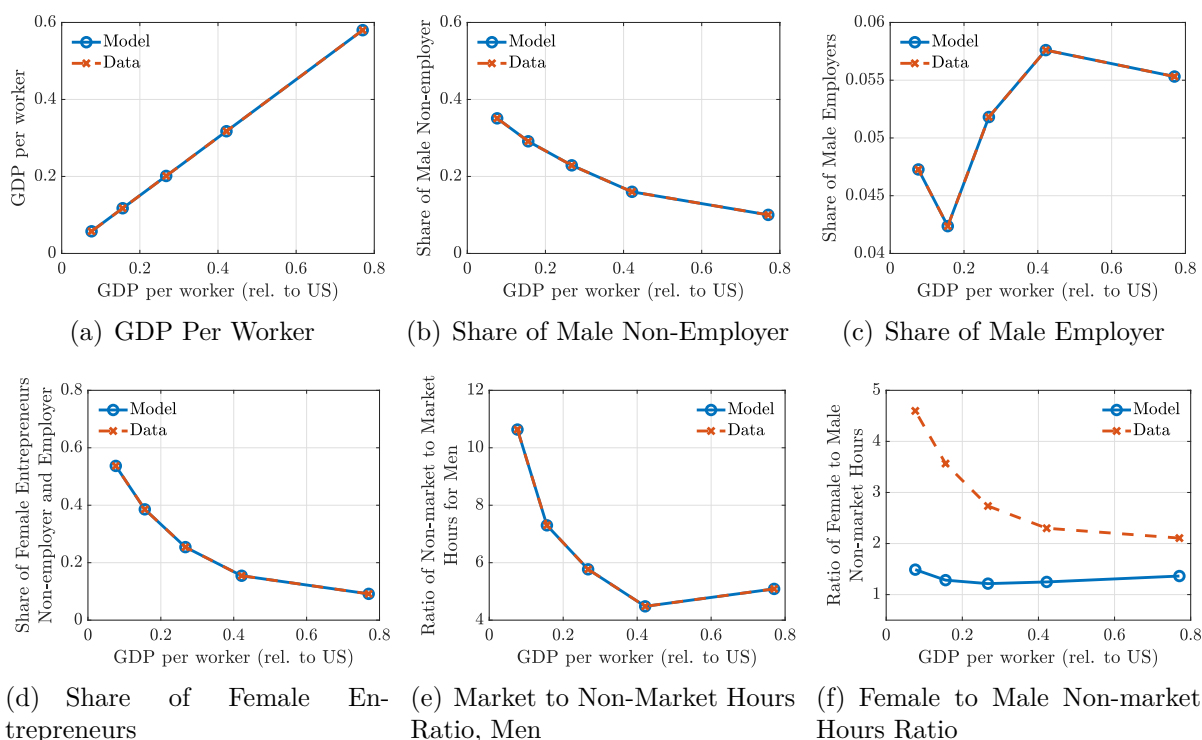 0.6
0.4
0.2
0
0 0.2 0.4 0.6 0.8
GDP per worker
GDP per worker (rel. to US)
Model
Data
(a) GDP Per Worker
0.6
0.4
0.2
0
0 0.2 0.4 0.6 0.8
Share of Male Non-employer
GDP per worker (rel. to US)
Model
Data
(b) Share of Male Non-Employer
0.06
0.055
0.05
0.045
0.04
0 0.2 0.4 0.6 0.8
Share of Male Employers
GDP per worker (rel. to US)
Model
Data
(c) Share of Male Employer
0.8
0.6
0.4
0.2
0
0 0.2 0.4 0.6 0.8
Share of Female Entrepreneurs
Non-employer and Employer
GDP per worker (rel. to US)
Model
Data
(d) Share of Female En-
trepreneurs
12
10
8
6
4
0 0.2 0.4 0.6 0.8
Ratio of Non-market to Market
Hours for Men
GDP per worker (rel. to US)
Model
Data
(e) Market to Non-Market Hours
Ratio, Men
5
4
3
2
1
0 0.2 0.4 0.6 0.8
Ratio of Female to Male
Non-market Hours
GDP per worker (rel. to US)
Model
Data
(f) Female to Male Non-market
Hours Ratio